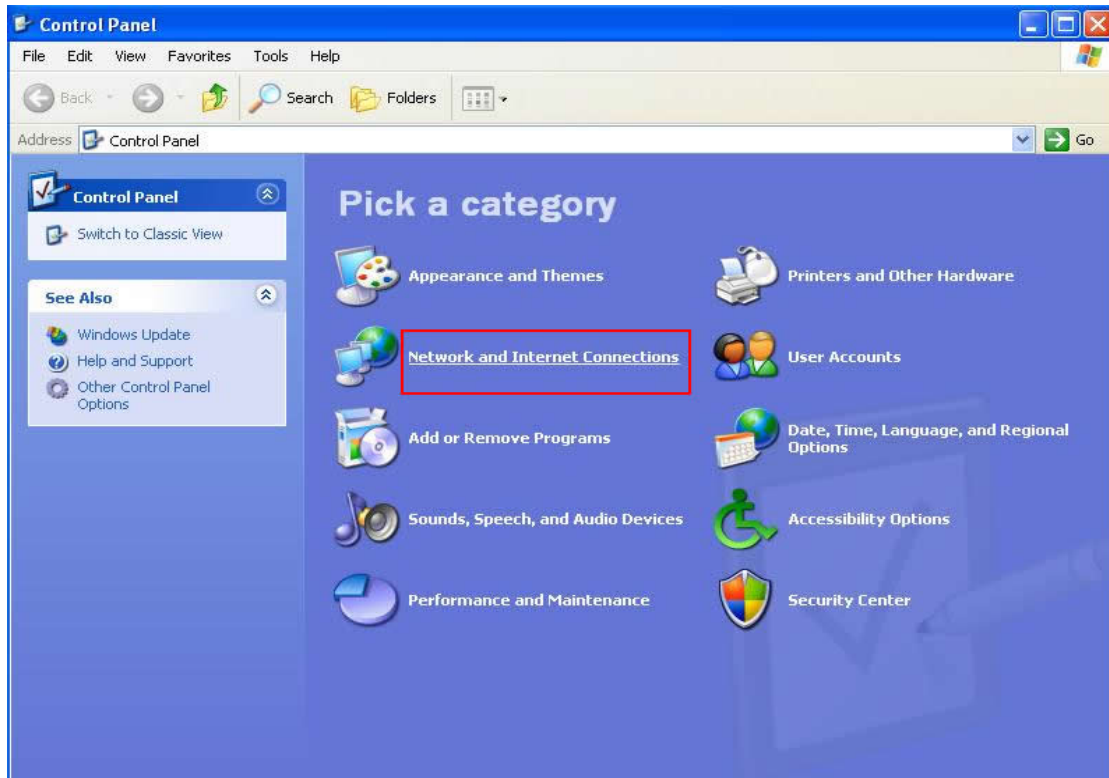 Control Panel
File Edit View Favorites Tools Help
Back Search Folders
Address Control Panel Go
Control Panel
Switch to Classic View
See Also
Windows Update
Help and Support
Other Control Panel
Options
Pick a category
Appearance and Themes
Printers and Other Hardware
Network and Internet Connections
User Accounts
Add or Remove Programs
Date, Time, Language, and Regional
Options
Sounds, Speech, and Audio Devices
Accessibility Options
Performance and Maintenance
Security Center